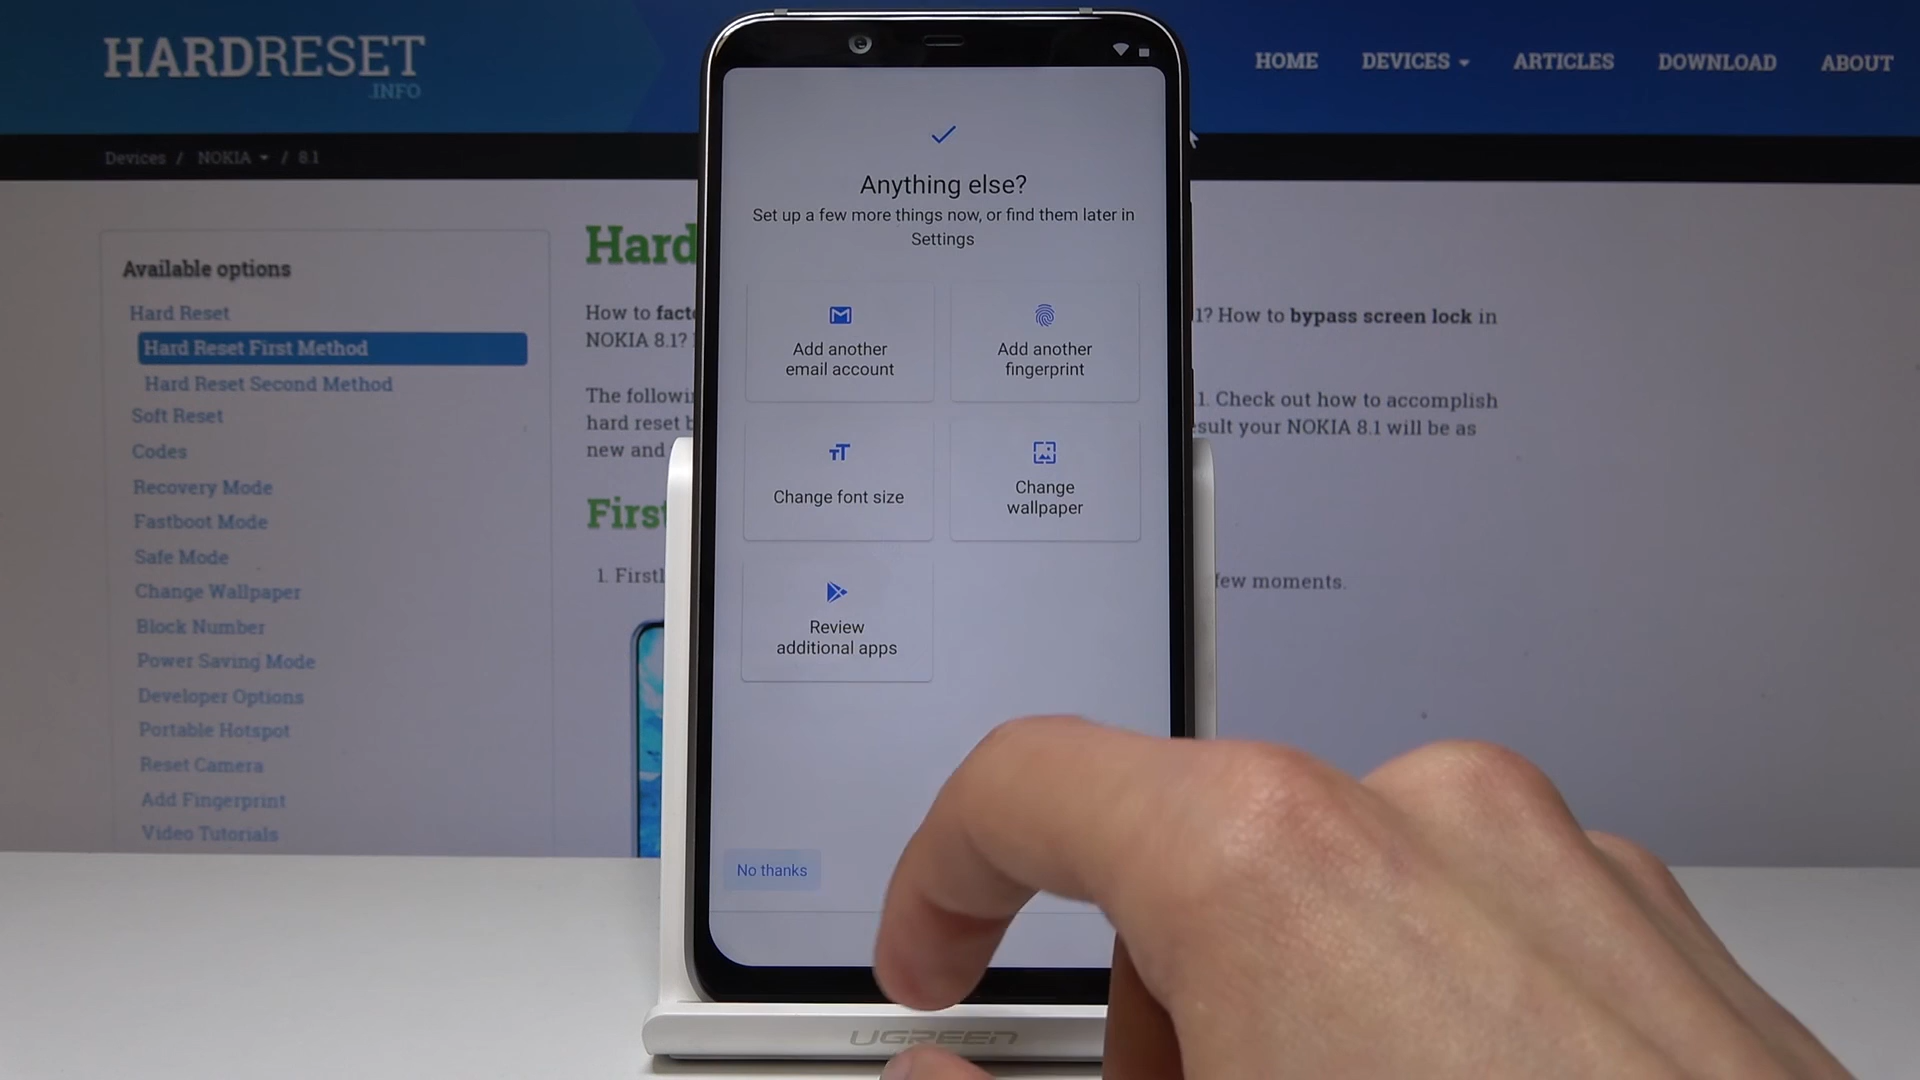 HARDRESET
.INFO
HOME
DEVICES
ARTICLES
DOWNLOAD
ABOUT
Devices / NOKIA / 8.1
Available options
Hard Reset
Hard Reset First Method
Hard Reset Second Method
Soft Reset
Codes
Recovery Mode
Fastboot Mode
Safe Mode
Change Wallpaper
Block Number
Power Saving Mode
Developer Options
Portable Hotspot
Reset Camera
Add Fingerprint
Video Tutorials
Hard
How to
NOKIA 8.1?
The
hard reset
new and
First
1.
1? How to bypass screen lock in
1. Check out how to accomplish
your NOKIA 8.1 will be as
few moments.
Anything else?
Set up a few more things now, or find them later in
Settings
Add another
email account
Add another
fingerprint
Change font size
Change
wallpaper
Review
additional apps
No thanks
UGREEN